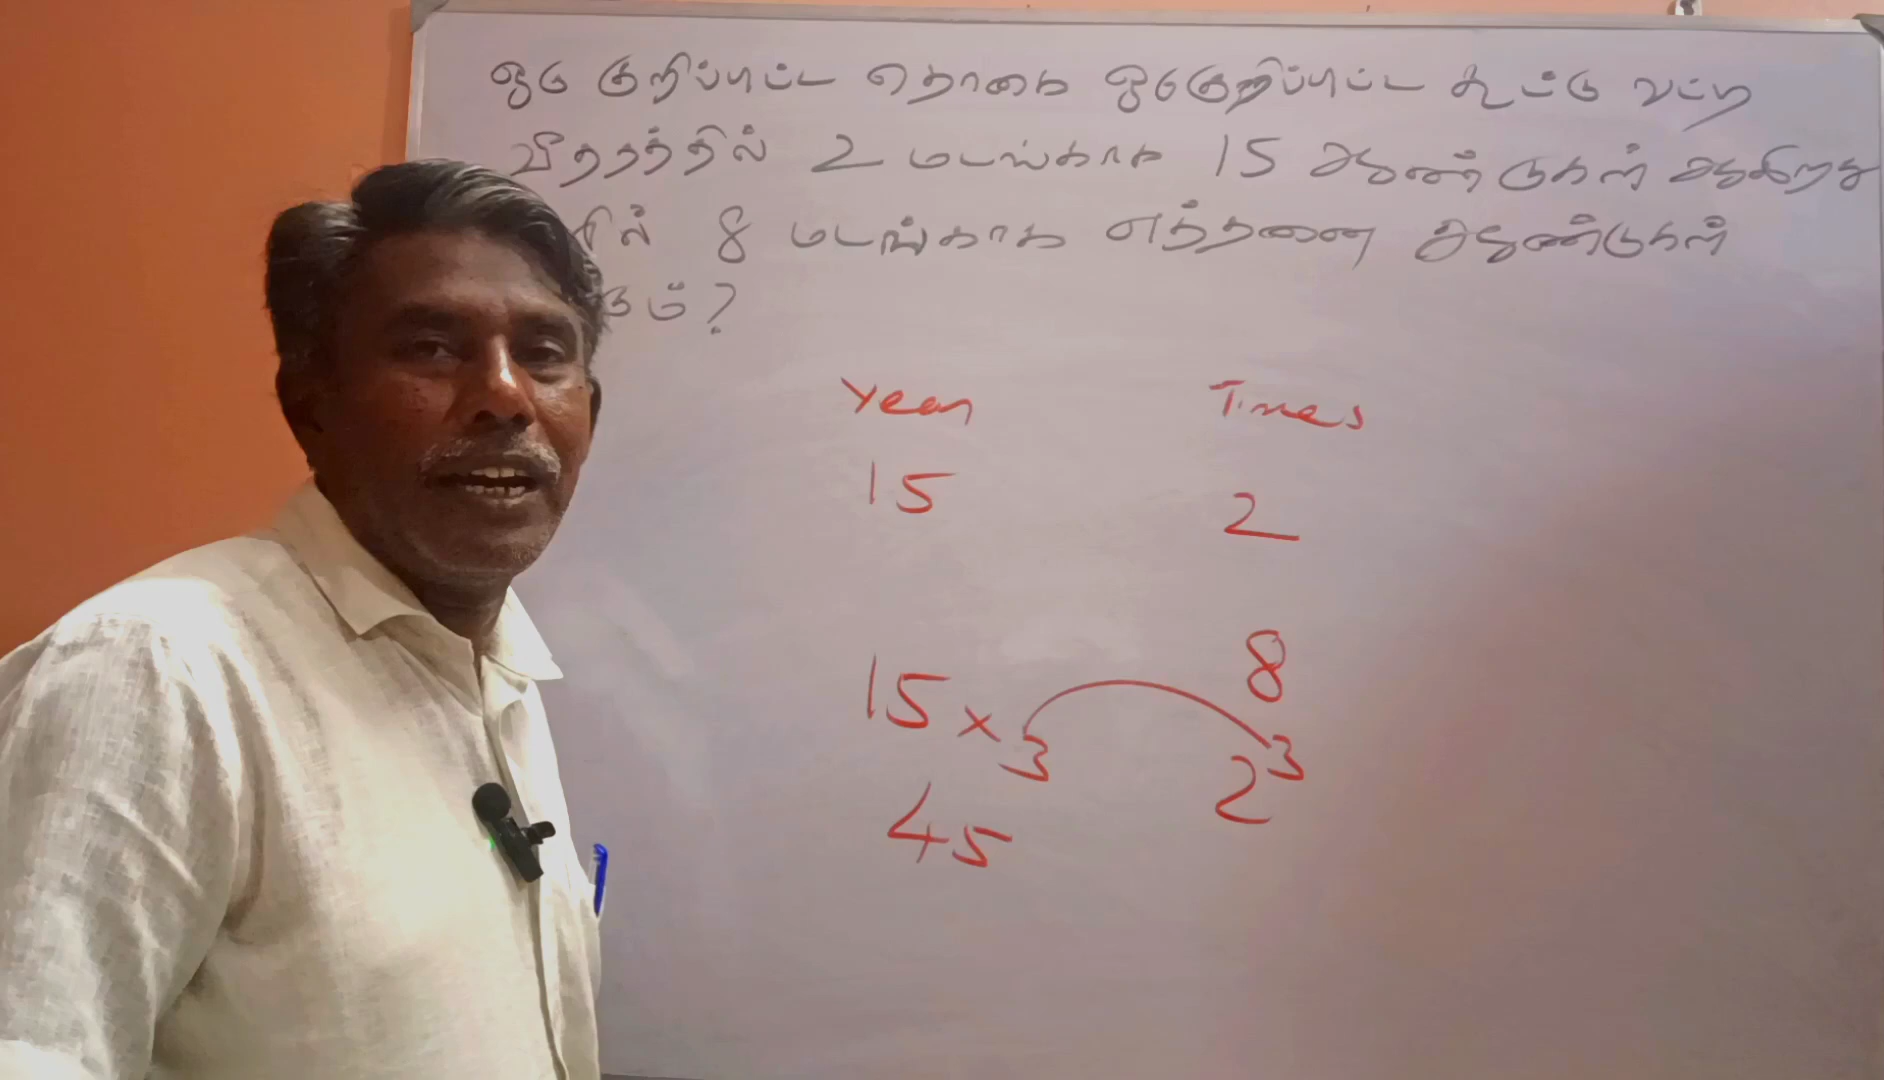 ஒரு குறிப்பிட்ட தொகை ஒருகுறிப்பிட்ட கூட்டு வட்டி
வீதத்தில் 2 மடங்காக 15 ஆண்டுகள் ஆகிறது
ல் 8 மடங்காக எத்தனை ஆண்டுகள்
கும்?
Year Times
15 2
8
15 x 3 2³
45